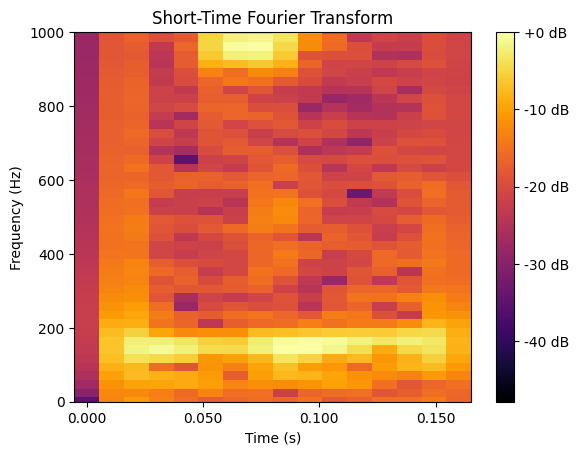 Short-Time Fourier Transform
1000
800
600
400
200
0
Frequency (Hz)
0.000
0.050
0.100
0.150
Time (s)
+0 dB
-10 dB
-20 dB
-30 dB
-40 dB